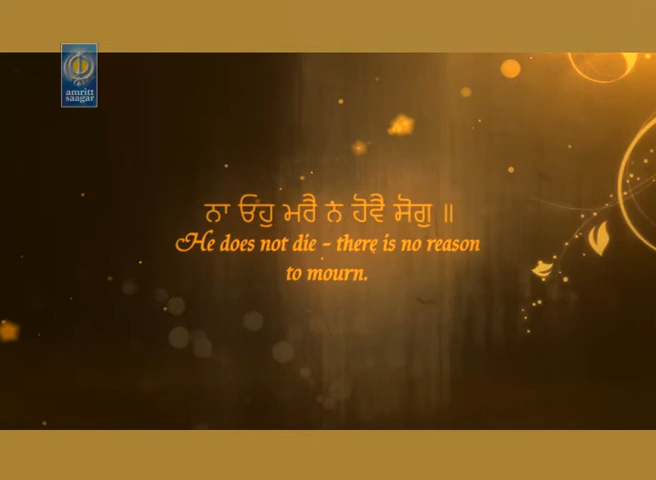 amritt
saagar
ਨਾ ਓਹੁ ਮਰੈ ਨ ਹੋਵੈ ਸੋਗੁ ॥
He does not die - there is no reason
to mourn.